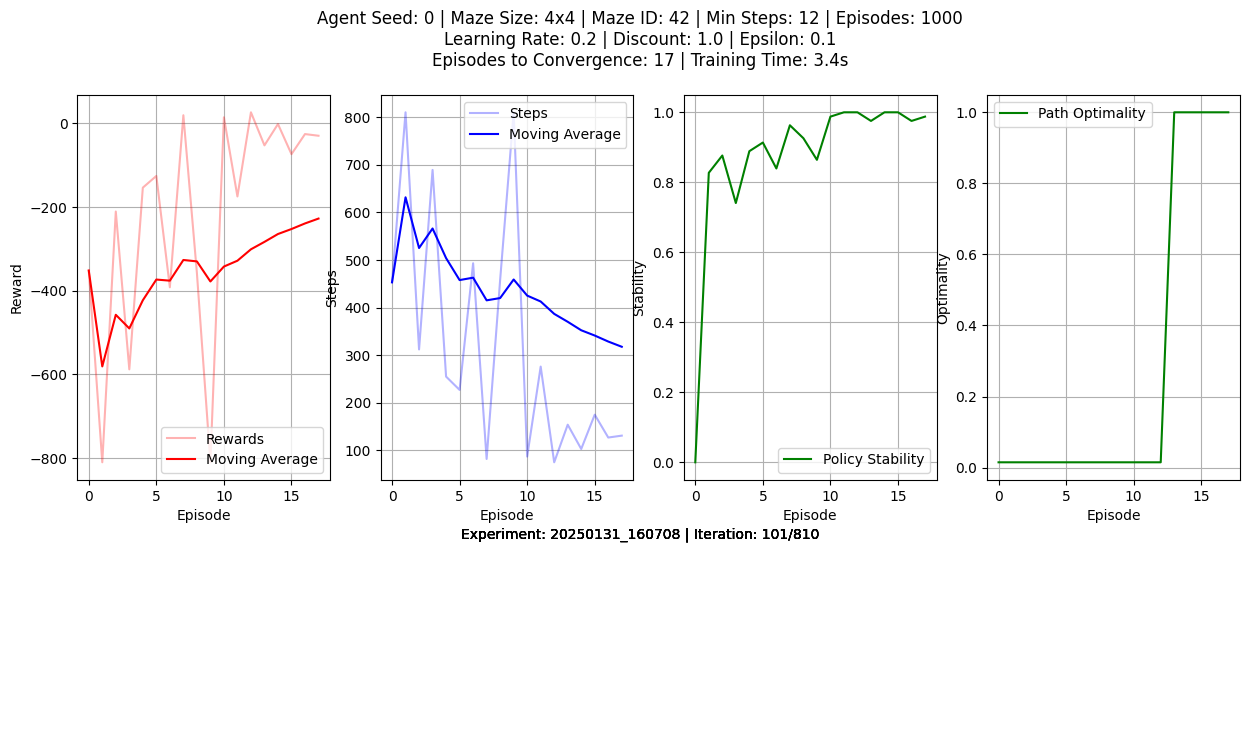 Agent Seed: 0 | Maze Size: 4x4 | Maze ID: 42 | Min Steps: 12 | Episodes: 1000
Learning Rate: 0.2 | Discount: 1.0 | Epsilon: 0.1
Episodes to Convergence: 17 | Training Time: 3.4s
Reward
0
−200
−400
−600
−800
Rewards
Moving Average
0 5 10 15
Episode
Steps
800
700
600
500
400
300
200
100
Steps
Moving Average
0 5 10 15
Episode
Stability
1.0
0.8
0.6
0.4
0.2
0.0
Policy Stability
0 5 10 15
Episode
Optimality
1.0
0.8
0.6
0.4
0.2
0.0
Path Optimality
0 5 10 15
Episode
Experiment: 20250131_160708 | Iteration: 101/810